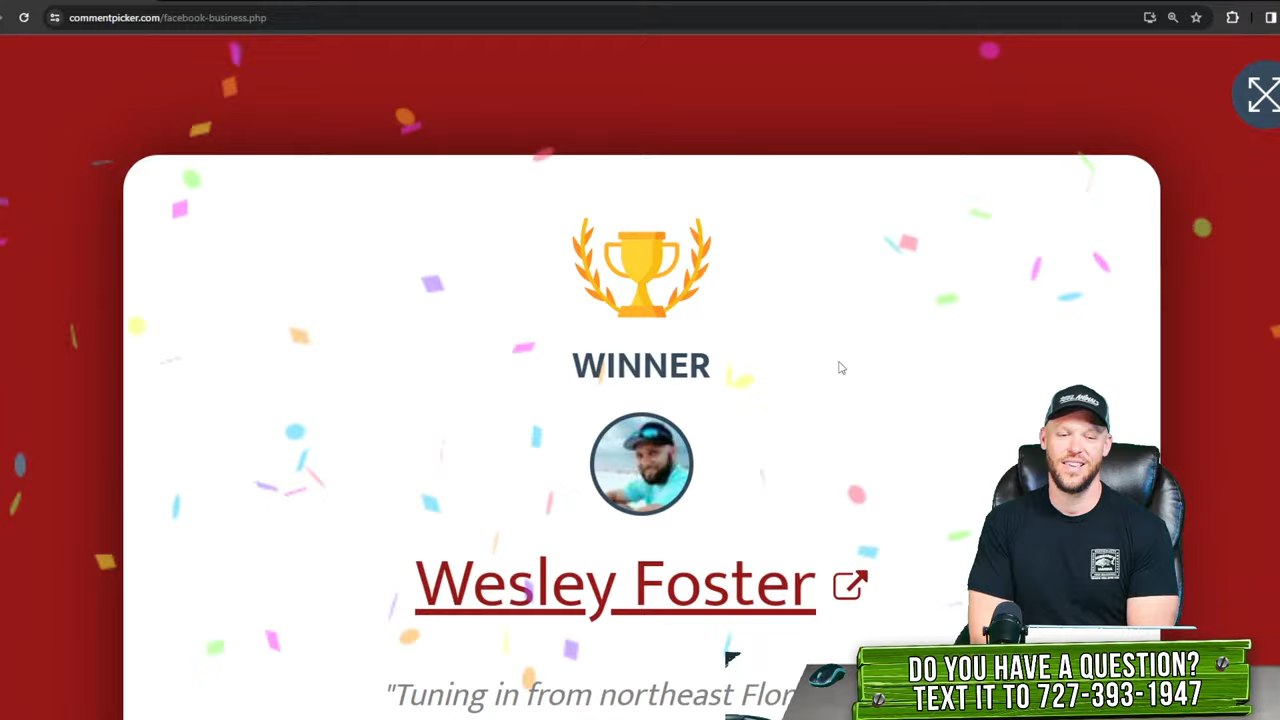 commentpicker.com/facebook-business.php
WINNER
Wesley Foster
"Tuning in from northeast
DO YOU HAVE A QUESTION?
TEXT IT TO 727-393-1947